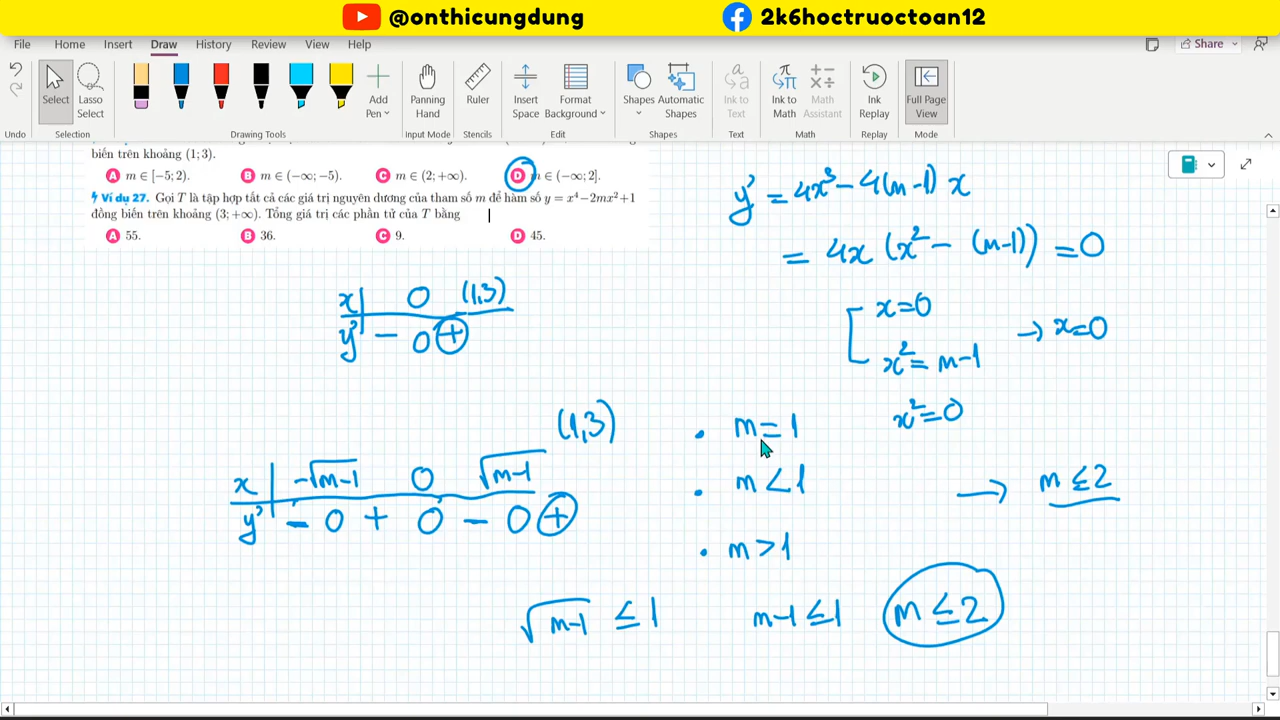 @onthicungdung 2k6hoctructoan12
File Home Insert Draw History Review View Help Share
Select Lasso Select Add Pen Panning Hand Ruler Insert Space Format Background Shapes Automatic Shapes Ink to Text Ink to Math Math Assistant Ink Replay Full Page View
Undo Selection Drawing Tools Input Mode Stencils Edit Shapes Text Math Replay Mode
biến trên khoảng (1; 3).
A m ∈ [−5; 2). B m ∈ (−∞; −5). C m ∈ (2; +∞). D m ∈ (−∞; 2].
Ví dụ 27. Gọi T là tập hợp tất cả các giá trị nguyên dương của tham số m để hàm số y = x⁴−2mx²+1
đồng biến trên khoảng (3; +∞). Tổng giá trị các phần tử của T bằng
A 55. B 36. C 9. D 45.
x 0 (1,3)
y' − 0 +
(1,3)
x −√m−1 0 √m−1
y' − 0 + 0 − 0 +
y' = 4x³ − 4(m−1) x
= 4x (x² − (m−1)) = 0
x=0
x² = m−1 → x=0
x²=0
• m = 1
• m < 1 → m ≤ 2
• m > 1
√m−1 ≤ 1 m−1 ≤ 1 m ≤ 2